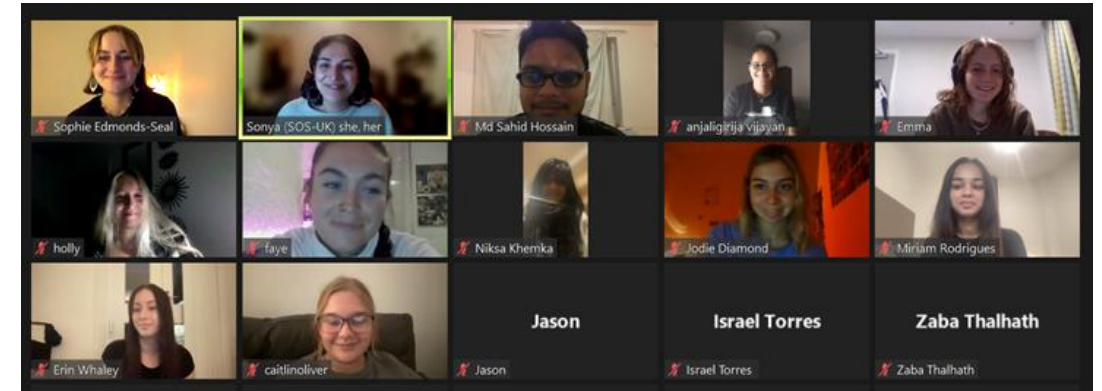 Sophie Edmonds-Seal
Sonya (SOS-UK) she, her
Md Sahid Hossain
anjaligirija vijayan
Emma
holly
faye
Niksa Khemka
Jodie Diamond
Miriam Rodrigues
Erin Whaley
caitlinoliver
Jason
Jason
Israel Torres
Israel Torres
Zaba Thalhath
Zaba Thalhath